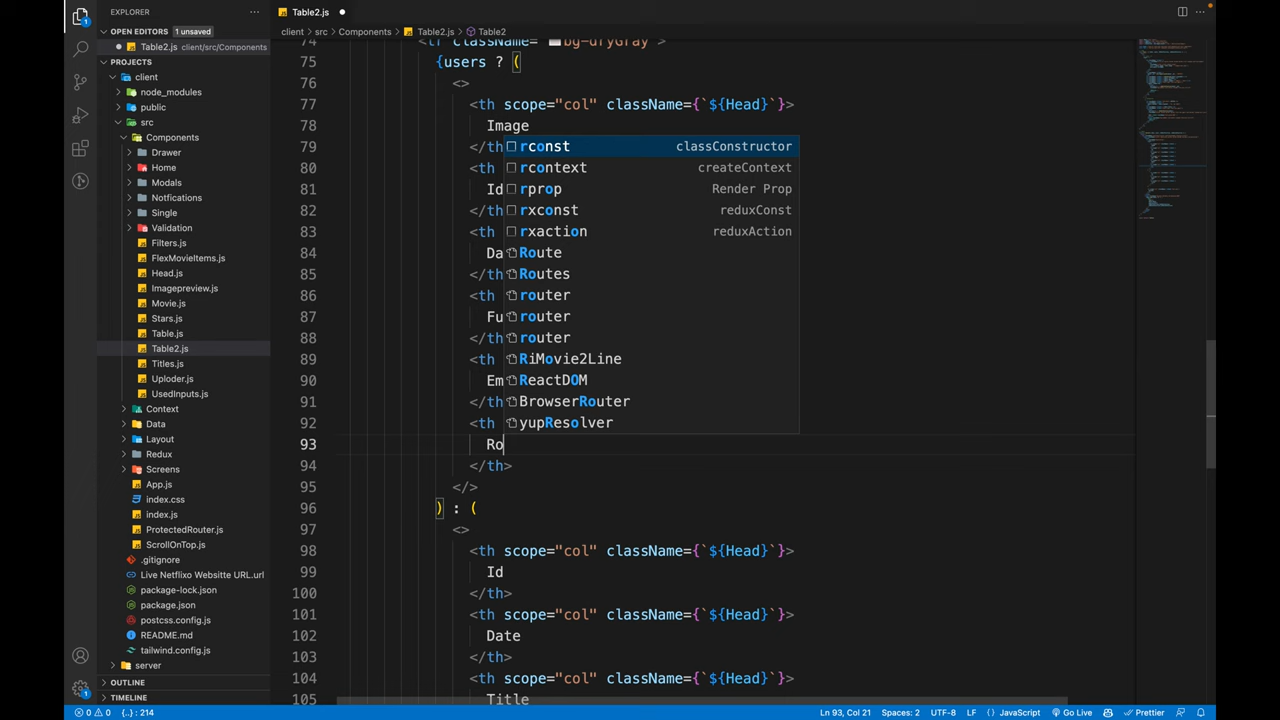 EXPLORER
...
Table2.js
OPEN EDITORS 1 unsaved
Table2.js client/src/Components
client > src > Components > Table2.js > Table2
PROJECTS
client
node_modules
public
src
Components
Drawer
Home
Modals
Notfications
Single
Validation
Filters.js
FlexMovieItems.js
Head.js
Imagepreview.js
Movie.js
Stars.js
Table.js
Table2.js
Titles.js
Uploder.js
UsedInputs.js
Context
Data
Layout
Redux
Screens
App.js
index.css
index.js
ProtectedRouter.js
ScrollOnTop.js
.gitignore
Live Netflixo Websitte URL.url
package-lock.json
package.json
postcss.config.js
README.md
tailwind.config.js
server
OUTLINE
TIMELINE
74 <tr className="bg-dryGray">
75 {users ? (
76 <>
77 <th scope="col" className={`${Head}`}>
78 Image
79 </th
80 <th
81 Id
82 </th
83 <th
84 Da
85 </th
86 <th
87 Fu
88 </th
89 <th
90 Em
91 </th
92 <th
93 Ro
94 </th>
95 </>
96 ) : (
97 <>
98 <th scope="col" className={`${Head}`}>
99 Id
100 </th>
101 <th scope="col" className={`${Head}`}>
102 Date
103 </th>
104 <th scope="col" className={`${Head}`}>
105 Title
rconst classConstructor
rcontext createContext
rprop Render Prop
rxconst reduxConst
rxaction reduxAction
Route
Routes
router
router
router
RiMovie2Line
ReactDOM
BrowserRouter
yupResolver
1
1
0 0 {..} : 214
Ln 93, Col 21 Spaces: 2 UTF-8 LF {} JavaScript Go Live Prettier